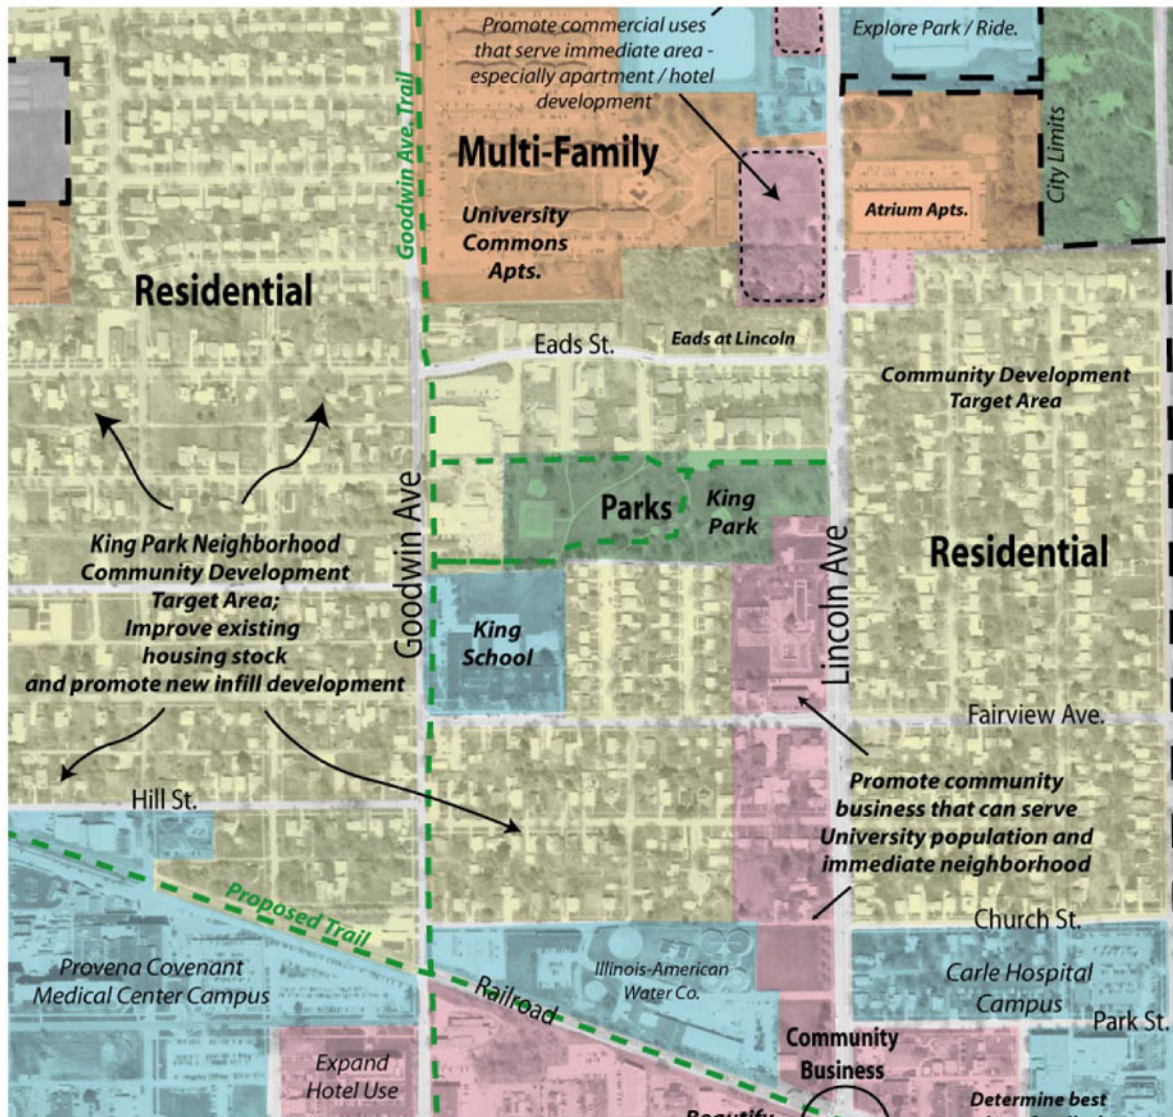 Promote commercial uses
that serve immediate area -
especially apartment / hotel
development
Explore Park / Ride.
Goodwin Ave. Trail
Multi-Family
University
Commons
Apts.
City Limits
Atrium Apts.
Residential
Eads St.
Eads at Lincoln
Community Development
Target Area
Goodwin Ave
Parks
King
Park
Lincoln Ave
Residential
King Park Neighborhood
Community Development
Target Area;
Improve existing
housing stock
and promote new infill development
King
School
Fairview Ave.
Hill St.
Promote community
business that can serve
University population and
immediate neighborhood
Proposed Trail
Church St.
Provena Covenant
Medical Center Campus
Illinois-American
Water Co.
Railroad
Carle Hospital
Campus
Park St.
Community
Business
Expand
Hotel Use
Determine best
Beautify